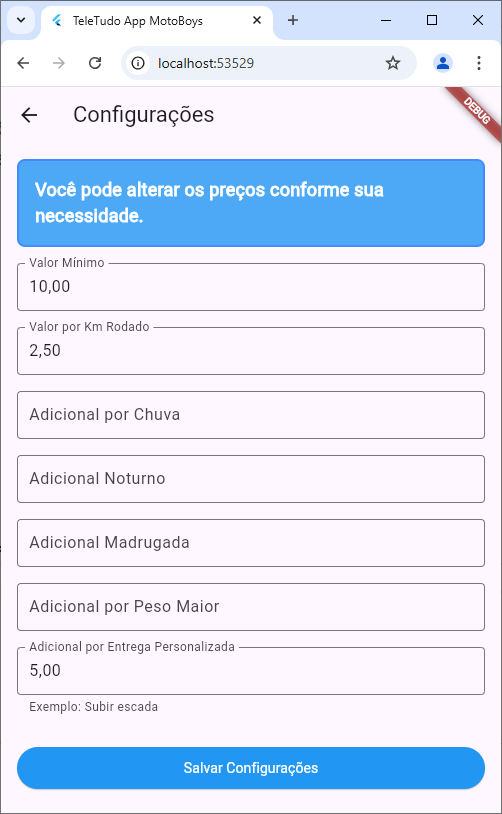 TeleTudo App MotoBoys
localhost:53529
Configurações
DEBUG
Você pode alterar os preços conforme sua
necessidade.
Valor Mínimo
10,00
Valor por Km Rodado
2,50
Adicional por Chuva
Adicional Noturno
Adicional Madrugada
Adicional por Peso Maior
Adicional por Entrega Personalizada
5,00
Exemplo: Subir escada
Salvar Configurações